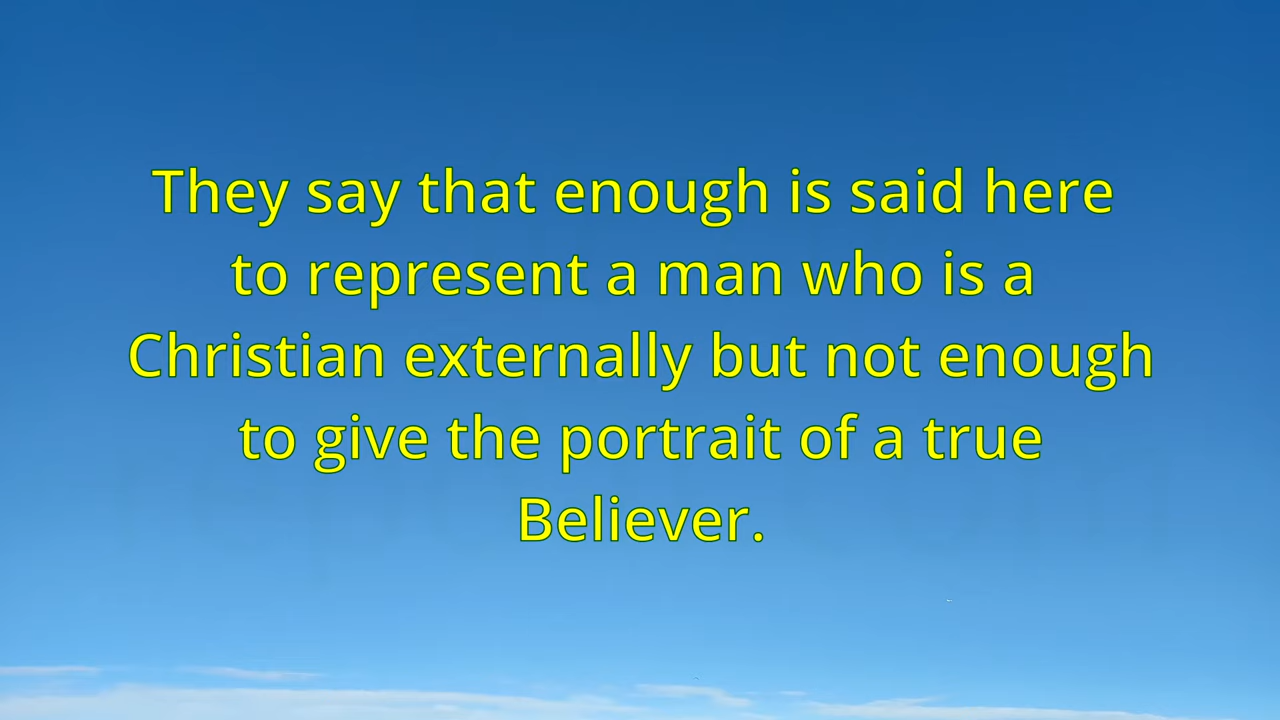 They say that enough is said here
to represent a man who is a
Christian externally but not enough
to give the portrait of a true
Believer.